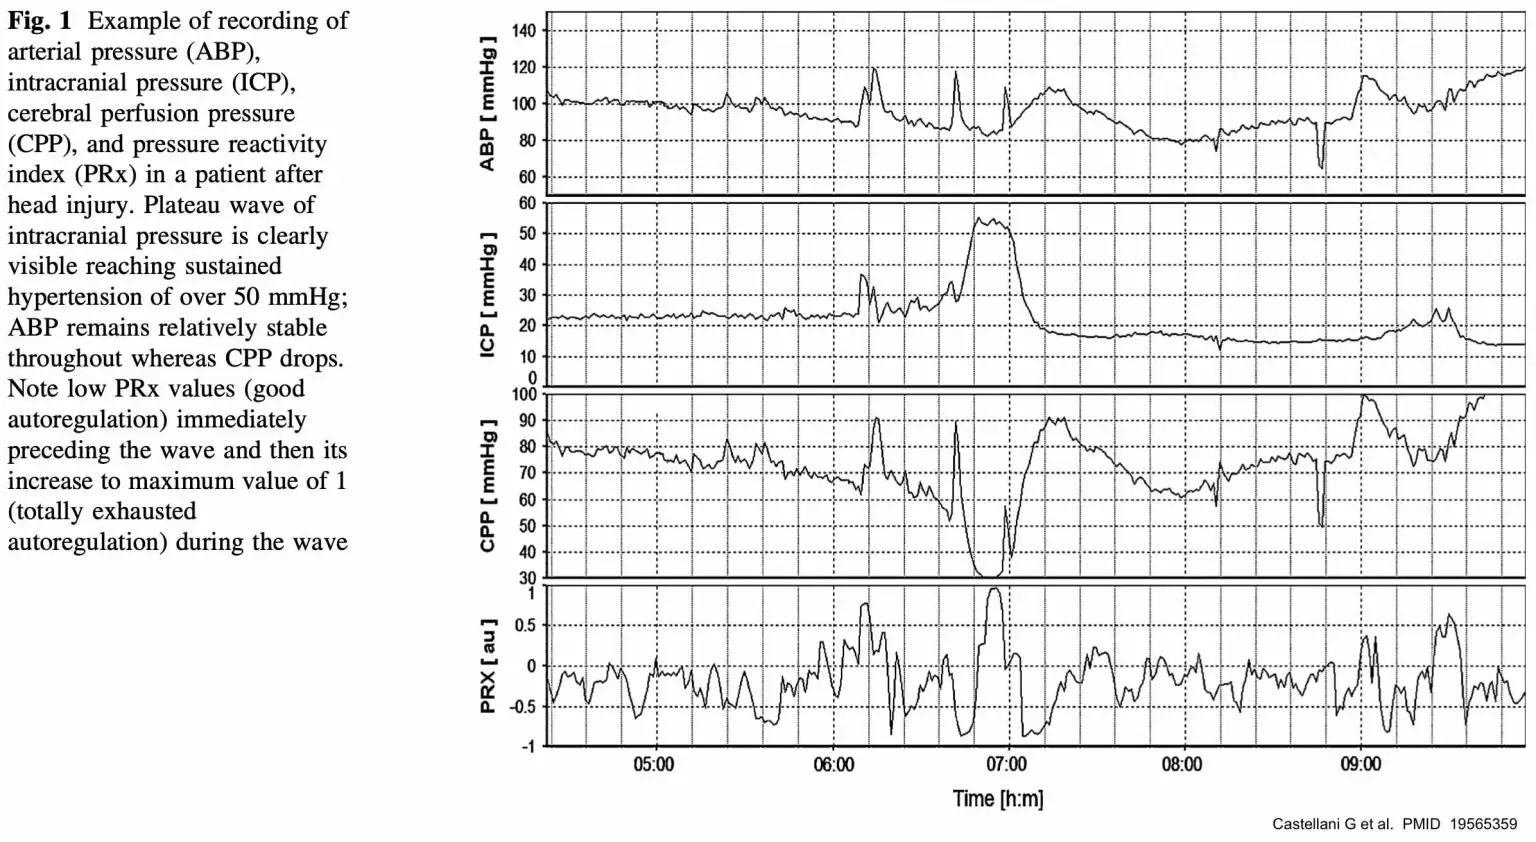 Fig. 1 Example of recording of
arterial pressure (ABP),
intracranial pressure (ICP),
cerebral perfusion pressure
(CPP), and pressure reactivity
index (PRx) in a patient after
head injury. Plateau wave of
intracranial pressure is clearly
visible reaching sustained
hypertension of over 50 mmHg;
ABP remains relatively stable
throughout whereas CPP drops.
Note low PRx values (good
autoregulation) immediately
preceding the wave and then its
increase to maximum value of 1
(totally exhausted
autoregulation) during the wave
ABP [ mmHg]
140
120
100
80
60
ICP [ mmHg]
60
50
40
30
20
10
0
CPP [ mmHg]
100
90
80
70
60
50
40
30
PRX [ au]
1
0.5
0
-0.5
-1
05:00 06:00 07:00 08:00 09:00
Time [h:m]
Castellani G et al. PMID 19565359